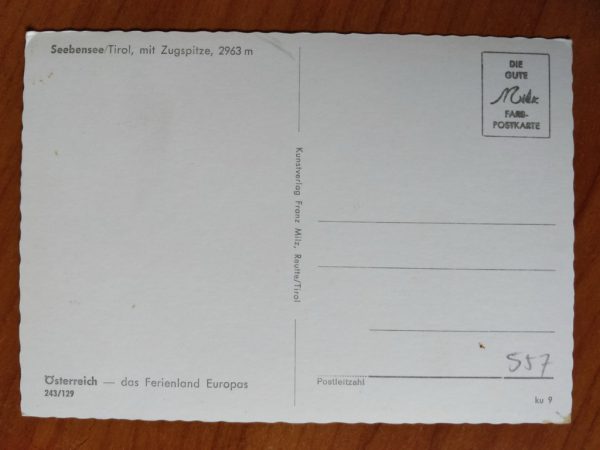 Seebensee/Tirol, mit Zugspitze, 2963 m
DIE
GUTE
Milz
FARB-
POSTKARTE
Kunstverlag Franz Milz, Reutte/Tirol
557
Postleitzahl
Österreich — das Ferienland Europas
243/129
ku 9